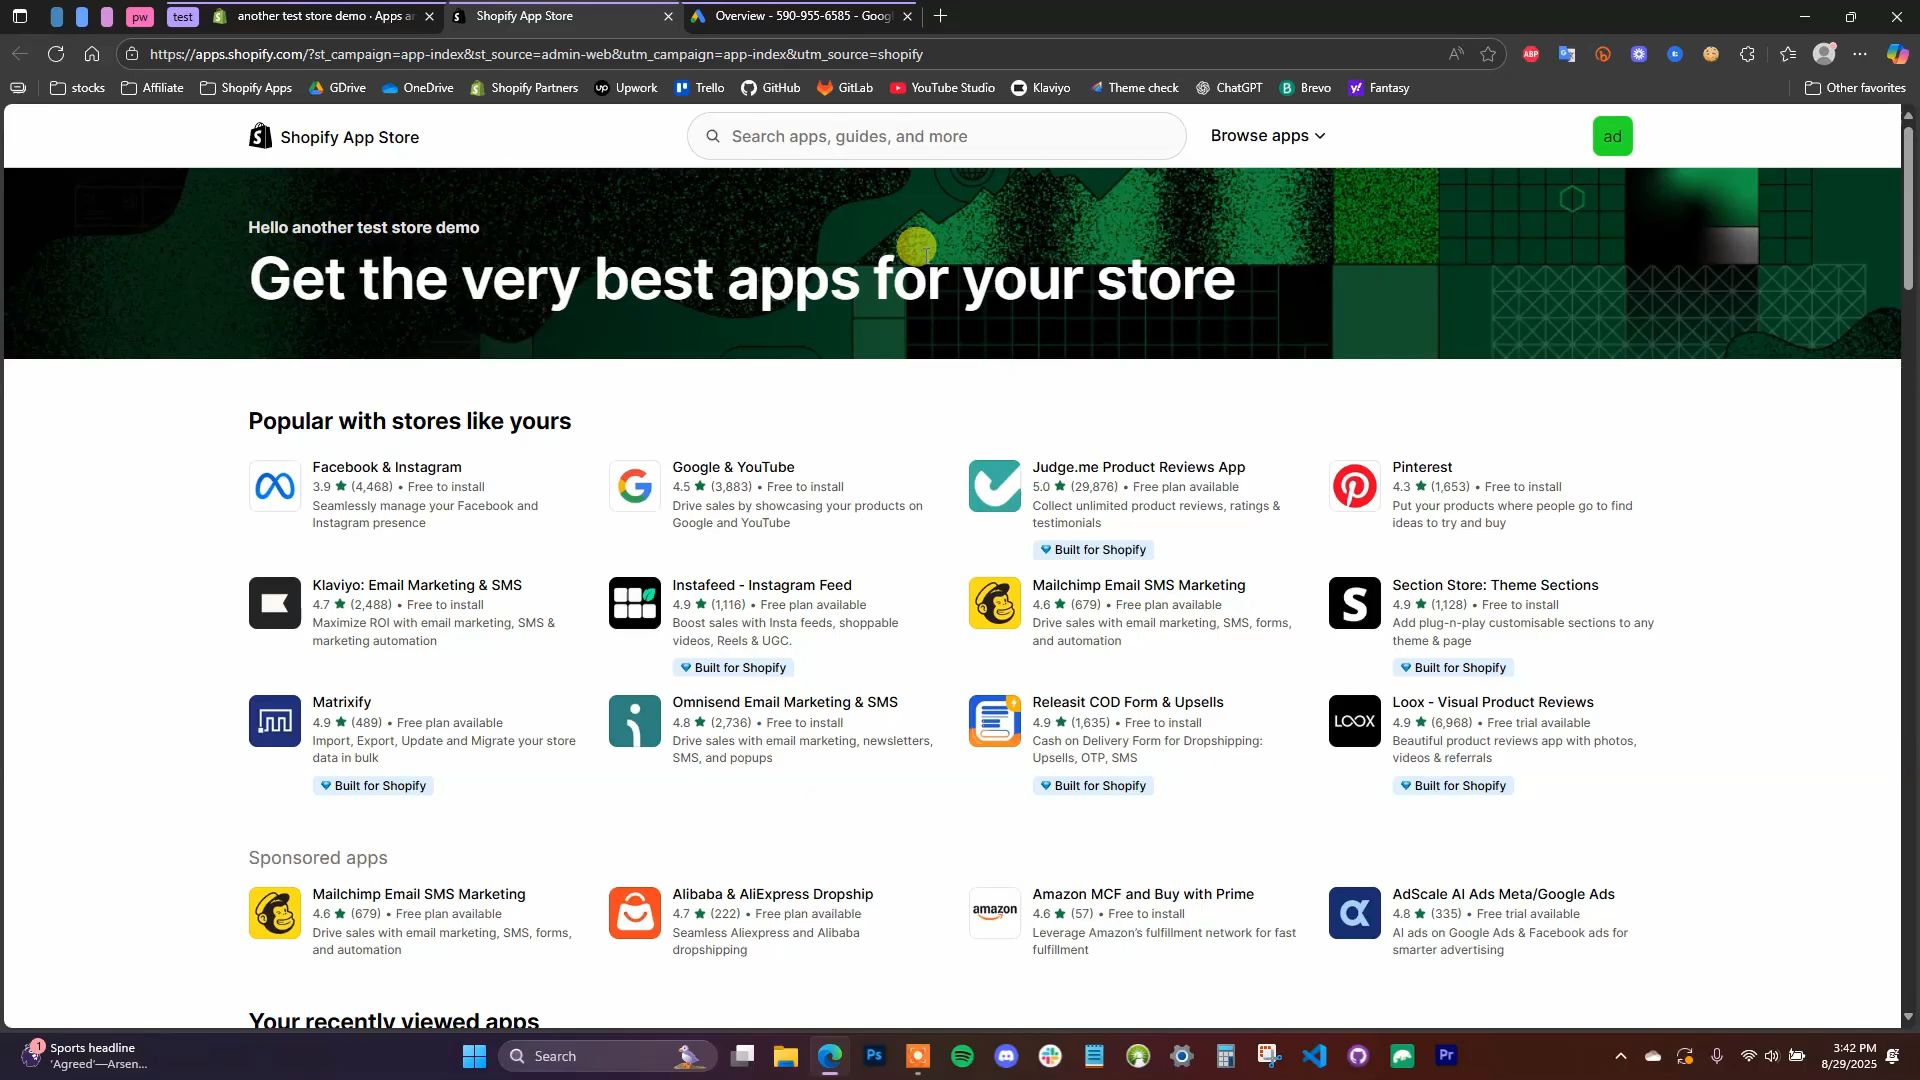 pw
test
another test store demo · Apps ar
Shopify App Store
Overview - 590-955-6585 - Googl
https://apps.shopify.com/?st_campaign=app-index&st_source=admin-web&utm_campaign=app-index&utm_source=shopify
ABP
stocks
Affiliate
Shopify Apps
GDrive
OneDrive
Shopify Partners
Upwork
Trello
GitHub
GitLab
YouTube Studio
Klaviyo
Theme check
ChatGPT
Brevo
Fantasy
Other favorites
Shopify App Store
Search apps, guides, and more
Browse apps
ad
Hello another test store demo
Get the very best apps for your store
Popular with stores like yours
Facebook & Instagram
3.9 ★ (4,468) • Free to install
Seamlessly manage your Facebook and
Instagram presence
Google & YouTube
4.5 ★ (3,883) • Free to install
Drive sales by showcasing your products on
Google and YouTube
Judge.me Product Reviews App
5.0 ★ (29,876) • Free plan available
Collect unlimited product reviews, ratings &
testimonials
Built for Shopify
Pinterest
4.3 ★ (1,653) • Free to install
Put your products where people go to find
ideas to try and buy
Klaviyo: Email Marketing & SMS
4.7 ★ (2,488) • Free to install
Maximize ROI with email marketing, SMS &
marketing automation
Instafeed - Instagram Feed
4.9 ★ (1,116) • Free plan available
Boost sales with Insta feeds, shoppable
videos, Reels & UGC.
Built for Shopify
Mailchimp Email SMS Marketing
4.6 ★ (679) • Free plan available
Drive sales with email marketing, SMS, forms,
and automation
Section Store: Theme Sections
4.9 ★ (1,128) • Free to install
Add plug-n-play customisable sections to any
theme & page
Built for Shopify
Matrixify
4.9 ★ (489) • Free plan available
Import, Export, Update and Migrate your store
data in bulk
Built for Shopify
Omnisend Email Marketing & SMS
4.8 ★ (2,736) • Free to install
Drive sales with email marketing, newsletters,
SMS, and popups
Releasit COD Form & Upsells
4.9 ★ (1,635) • Free to install
Cash on Delivery Form for Dropshipping:
Upsells, OTP, SMS
Built for Shopify
LOOX
Loox - Visual Product Reviews
4.9 ★ (6,968) • Free trial available
Beautiful product reviews app with photos,
videos & referrals
Built for Shopify
Sponsored apps
Mailchimp Email SMS Marketing
4.6 ★ (679) • Free plan available
Drive sales with email marketing, SMS, forms,
and automation
Alibaba & AliExpress Dropship
4.7 ★ (222) • Free plan available
Seamless Aliexpress and Alibaba
dropshipping
amazon
Amazon MCF and Buy with Prime
4.6 ★ (57) • Free to install
Leverage Amazon's fulfillment network for fast
fulfillment
AdScale AI Ads Meta/Google Ads
4.8 ★ (335) • Free trial available
AI ads on Google Ads & Facebook ads for
smarter advertising
Your recently viewed apps
1
Sports headline
'Agreed'—Arsen...
Search
Ps
Pr
3:42 PM
8/29/2025